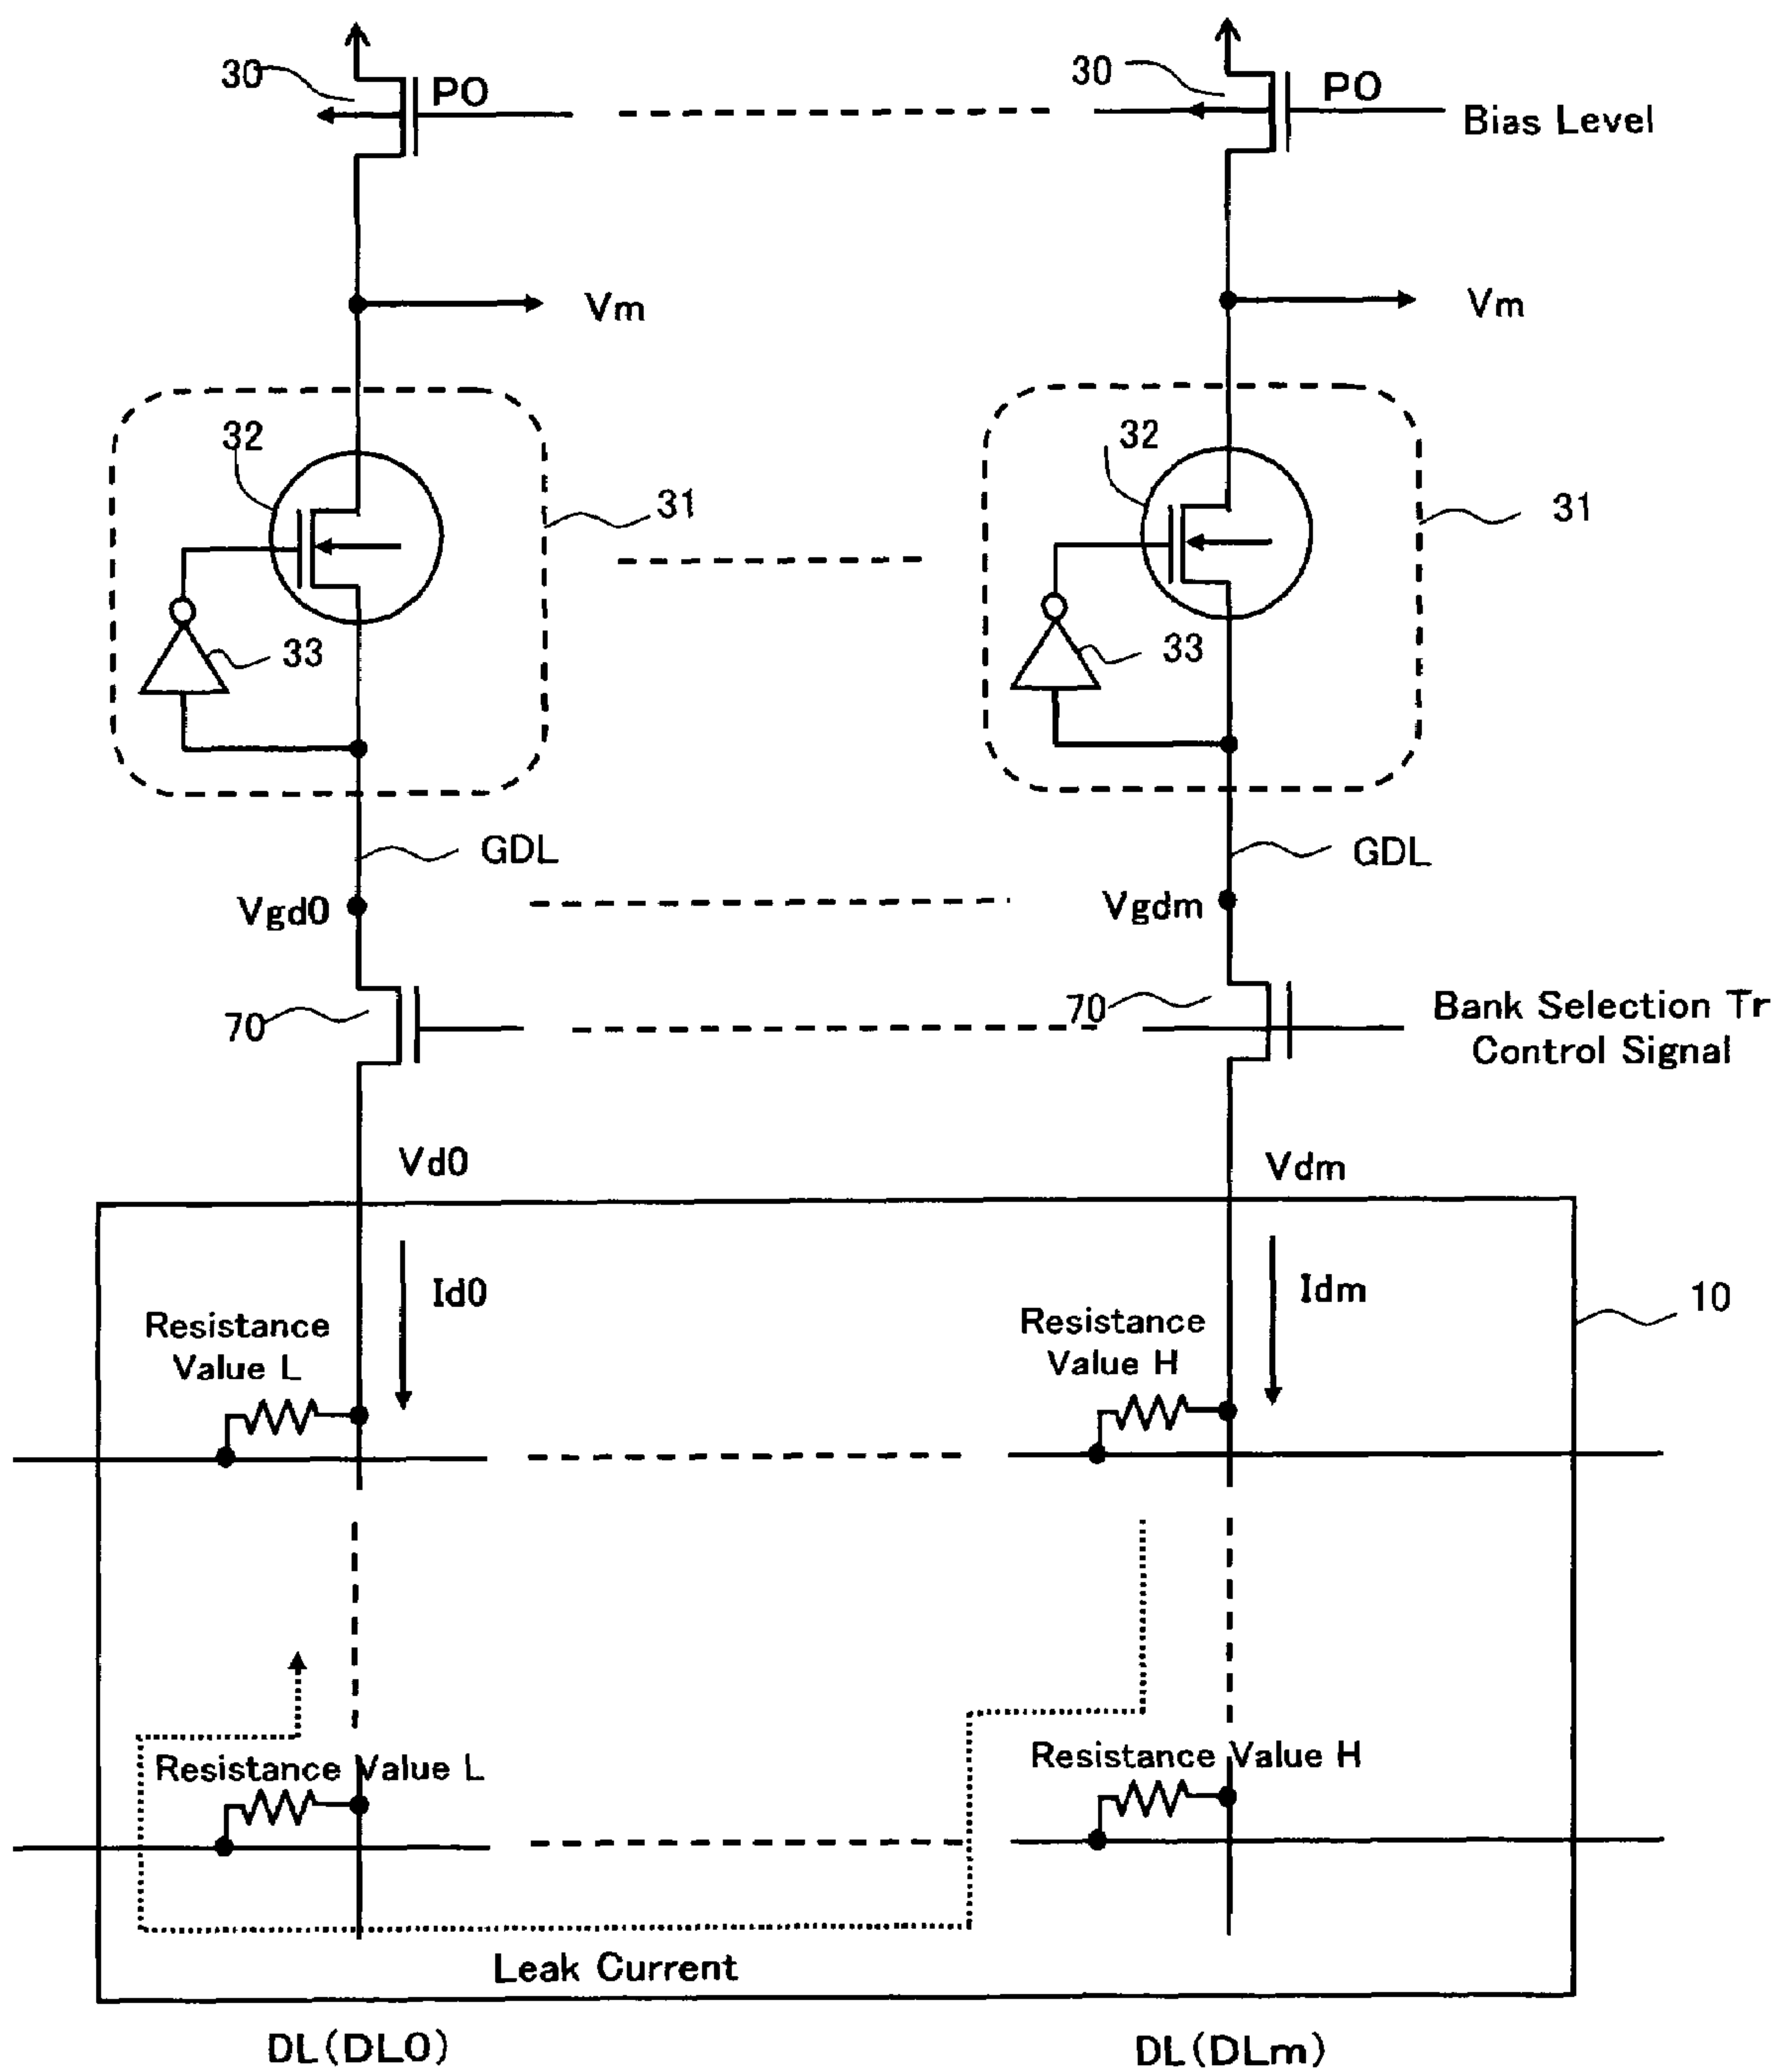 30
PO
30
PO
Bias Level
Vm
Vm
32
31
32
31
33
33
GDL
GDL
Vgd0
Vgdm
70
70
Bank Selection Tr
Control Signal
Vd0
Vdm
Id0
Idm
10
Resistance
Value L
Resistance
Value H
Resistance Value L
Resistance Value H
Leak Current
DL(DL0)
DL(DLm)